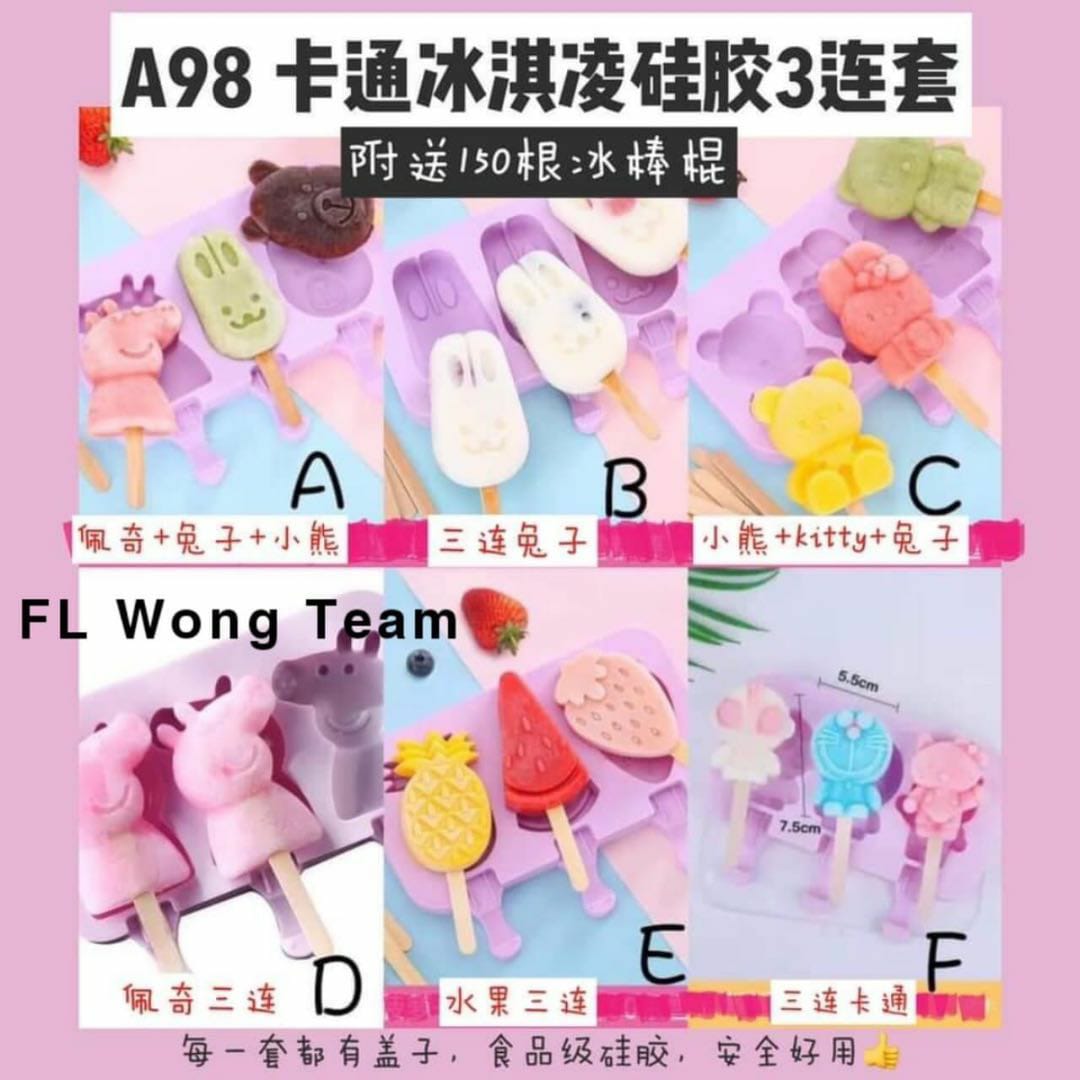 A98 卡通冰淇凌硅胶3连套
附送150根冰棒棍
A
佩奇+兔子+小熊
B
三连兔子
C
小熊+kitty+兔子
FL Wong Team
D
佩奇三连
E
水果三连
5.5cm
7.5cm
F
三连卡通
每一套都有盖子，食品级硅胶，安全好用👍